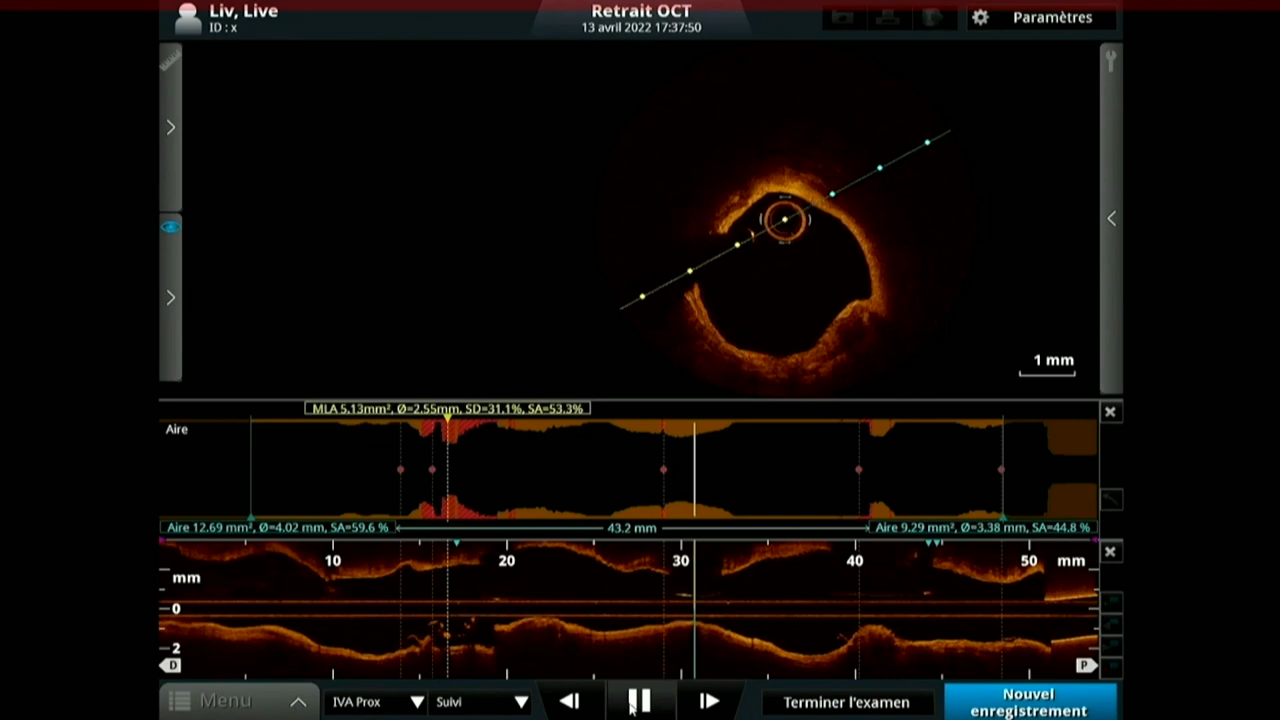 Liv, Live
ID : x
Retrait OCT
13 avril 2022 17:37:50
Paramètres
1 mm
MLA 5.13mm², Ø=2.55mm, SD=31.1%, SA=53.3%
Aire
Aire 12.69 mm², Ø=4.02 mm, SA=59.6 %
43.2 mm
Aire 9.29 mm², Ø=3.38 mm, SA=44.8 %
10 20 30 40 50 mm
mm
0
2
D
P
Menu
IVA Prox
Suivi
Terminer l'examen
Nouvel
enregistrement